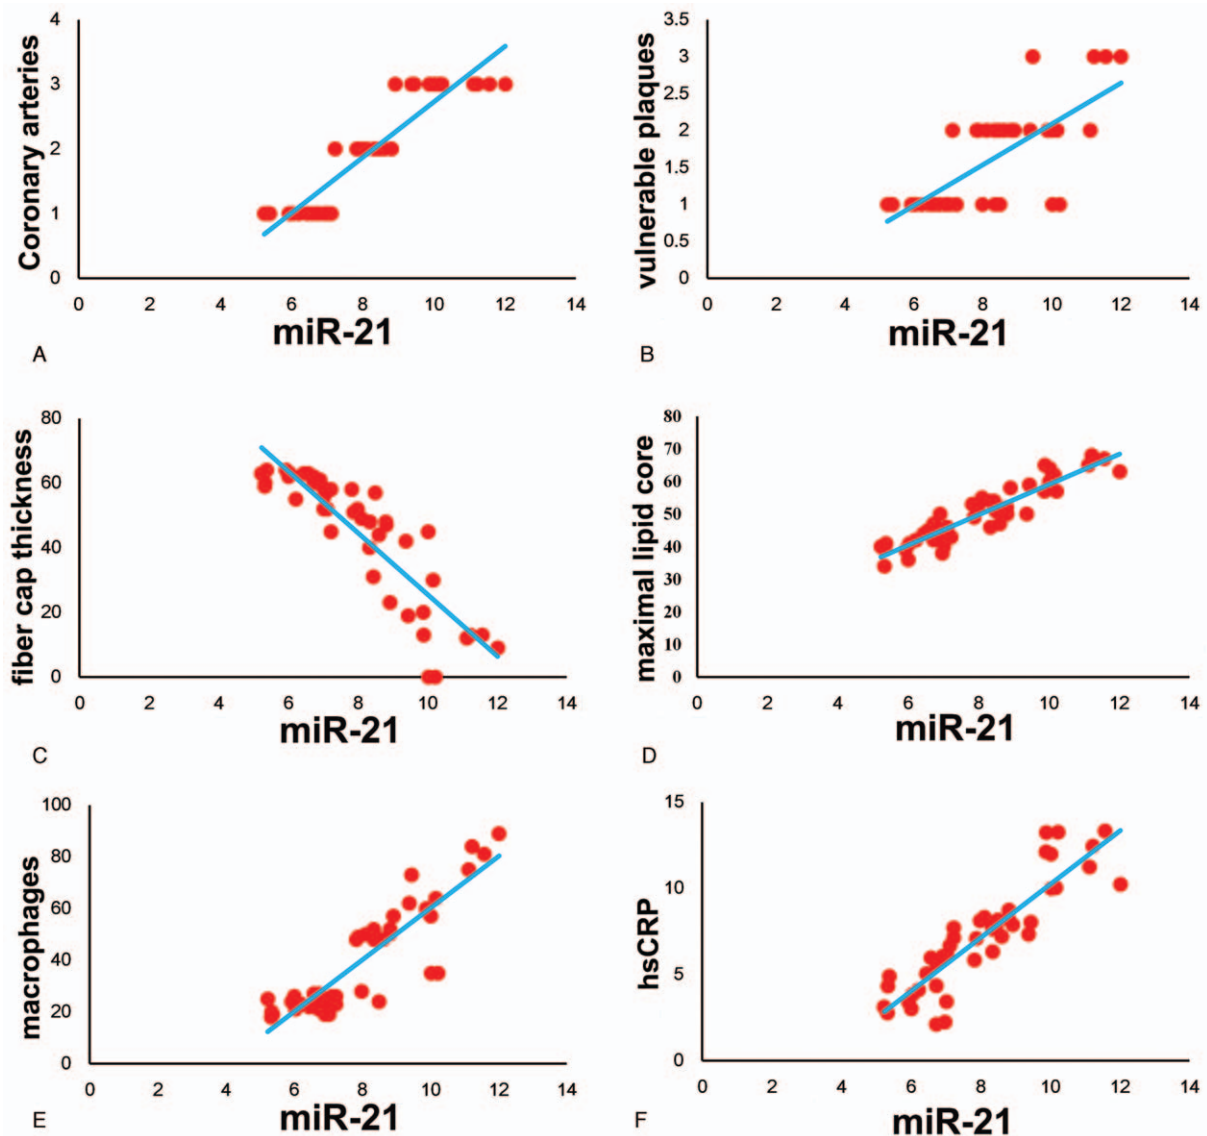 Coronary arteries
4
3
2
1
0
0 2 4 6 8 10 12 14
miR-21
A
vulnerable plaques
3.5
3
2.5
2
1.5
1
0.5
0
0 2 4 6 8 10 12 14
miR-21
B
fiber cap thickness
80
60
40
20
0
0 2 4 6 8 10 12 14
miR-21
C
maximal lipid core
80
70
60
50
40
30
20
10
0
0 2 4 6 8 10 12 14
miR-21
D
macrophages
100
80
60
40
20
0
0 2 4 6 8 10 12 14
miR-21
E
hsCRP
15
10
5
0
0 2 4 6 8 10 12 14
miR-21
F